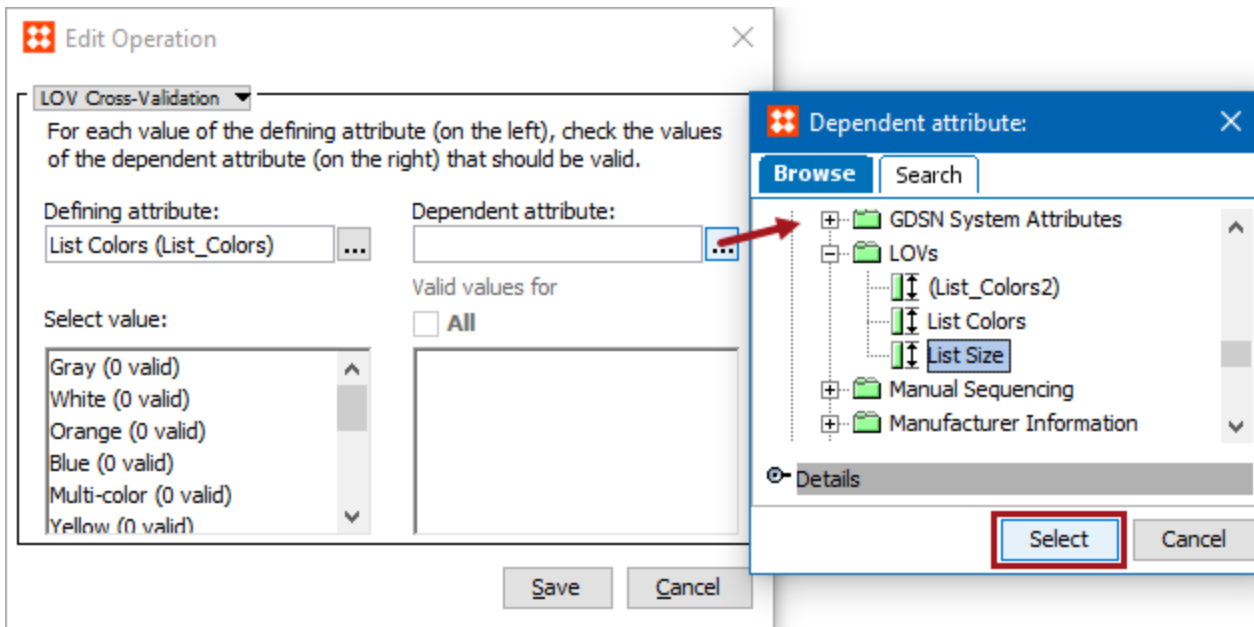 Edit Operation
LOV Cross-Validation
For each value of the defining attribute (on the left), check the values
of the dependent attribute (on the right) that should be valid.
Defining attribute:
List Colors (List_Colors)
...
Dependent attribute:
...
Valid values for
All
Select value:
Gray (0 valid)
White (0 valid)
Orange (0 valid)
Blue (0 valid)
Multi-color (0 valid)
Yellow (0 valid)
Save
Cancel
Dependent attribute:
Browse
Search
GDSN System Attributes
LOVs
(List_Colors2)
List Colors
List Size
Manual Sequencing
Manufacturer Information
Details
Select
Cancel